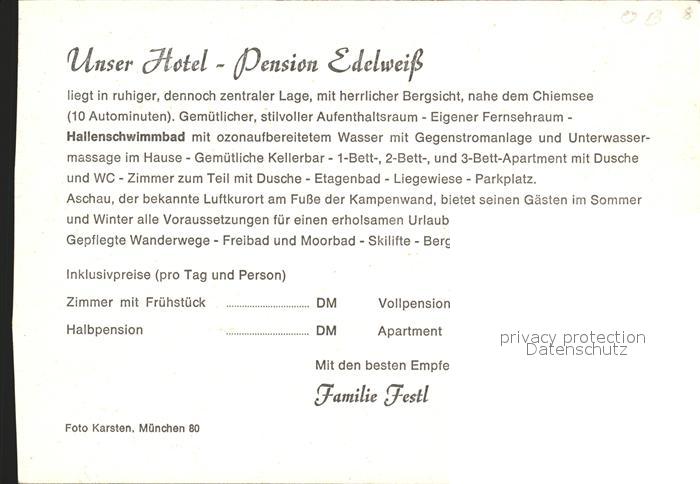 Unser Hotel - Pension Edelweiß
liegt in ruhiger, dennoch zentraler Lage, mit herrlicher Bergsicht, nahe dem Chiemsee
(10 Autominuten). Gemütlicher, stilvoller Aufenthaltsraum - Eigener Fernsehraum -
Hallenschwimmbad mit ozonaufbereitetem Wasser mit Gegenstromanlage und Unterwasser-
massage im Hause - Gemütliche Kellerbar - 1-Bett-, 2-Bett-, und 3-Bett-Apartment mit Dusche
und WC - Zimmer zum Teil mit Dusche - Etagenbad - Liegewiese - Parkplatz.
Aschau, der bekannte Luftkurort am Fuße der Kampenwand, bietet seinen Gästen im Sommer
und Winter alle Voraussetzungen für einen erholsamen Urlaub
Gepflegte Wanderwege - Freibad und Moorbad - Skilifte - Berg
Inklusivpreise (pro Tag und Person)
Zimmer mit Frühstück .............................. DM Vollpension
Halbpension .............................. DM Apartment
privacy protection
Datenschutz
Mit den besten Empfe
Familie Festl
Foto Karsten, München 80